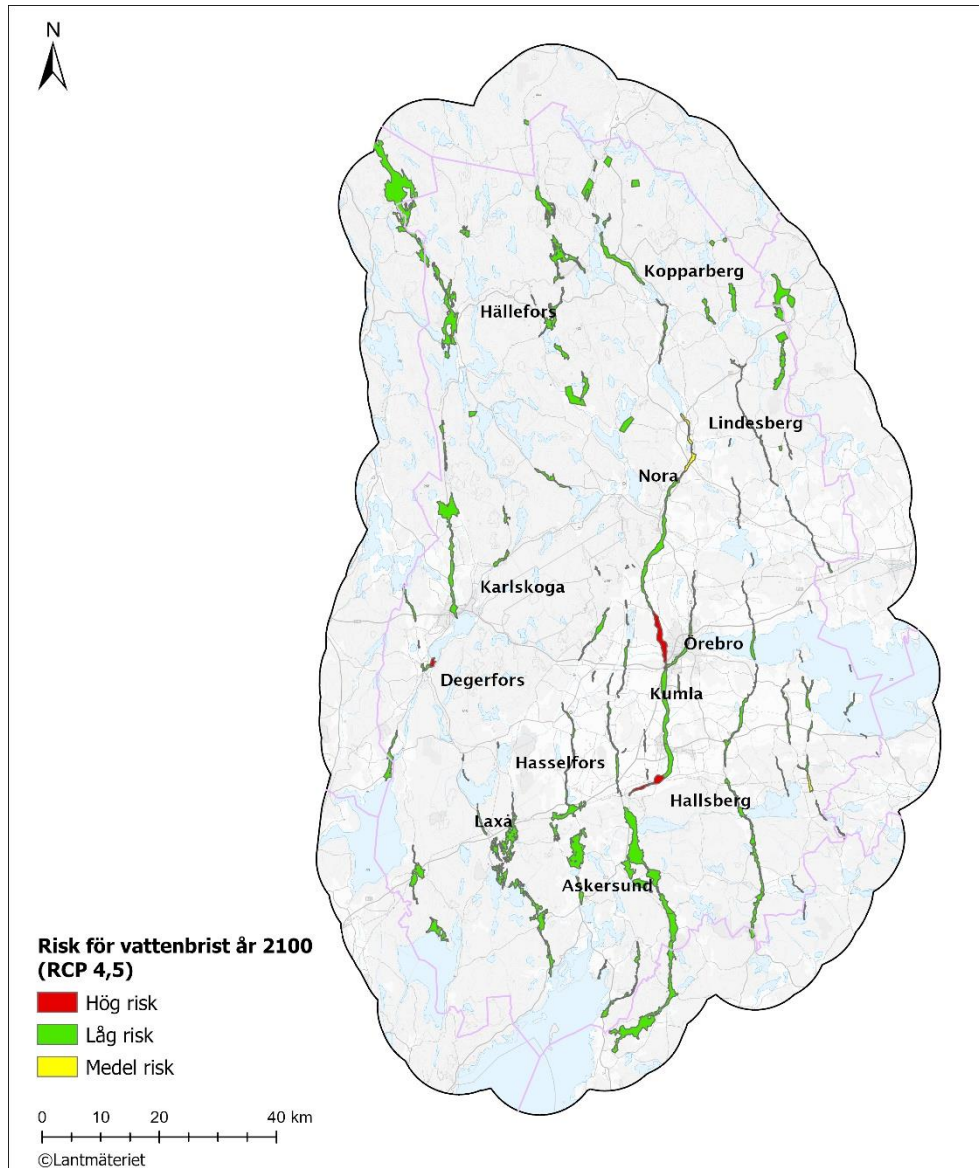 N
Kopparberg
Hällefors
Lindesberg
Nora
Karlskoga
Örebro
Degerfors
Kumla
Hasselfors
Hallsberg
Laxå
Askersund
Risk för vattenbrist år 2100
(RCP 4,5)
Hög risk
Låg risk
Medel risk
0 10 20 40 km
©Lantmäteriet